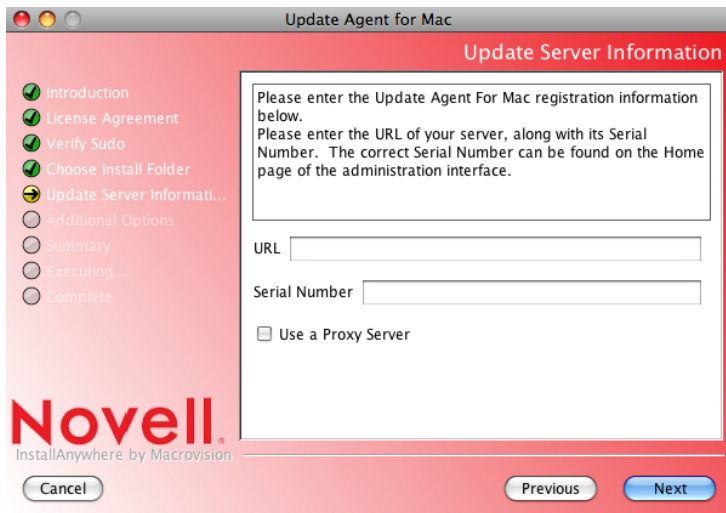 Update Agent for Mac
Update Server Information
Introduction
License Agreement
Verify Sudo
Choose Install Folder
Update Server Informati...
Additional Options
Summary
Executing...
Complete
Please enter the Update Agent For Mac registration information
below.
Please enter the URL of your server, along with its Serial
Number.  The correct Serial Number can be found on the Home
page of the administration interface.
URL
Serial Number
Use a Proxy Server
Novell®
InstallAnywhere by Macrovision
Cancel
Previous
Next